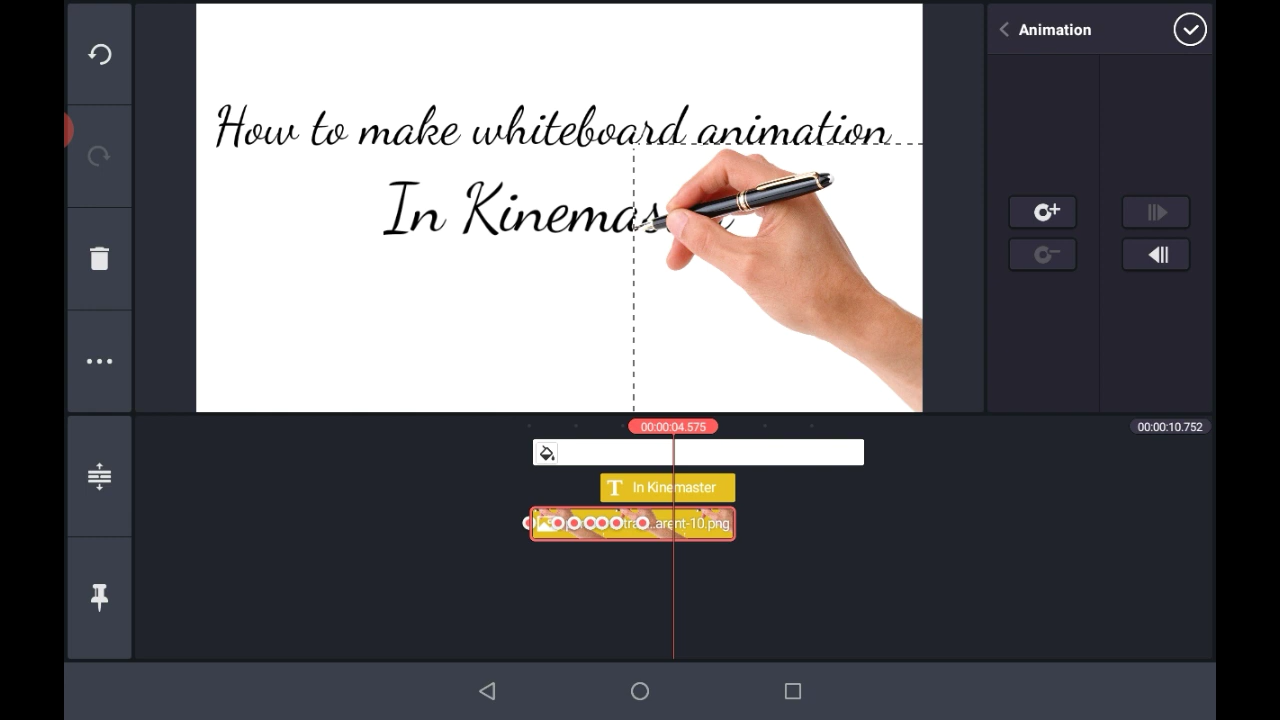 Animation
How to make whiteboard animation
In Kinemas
00:00:04.575
00:00:10.752
T In Kinemaster
arent-10.png